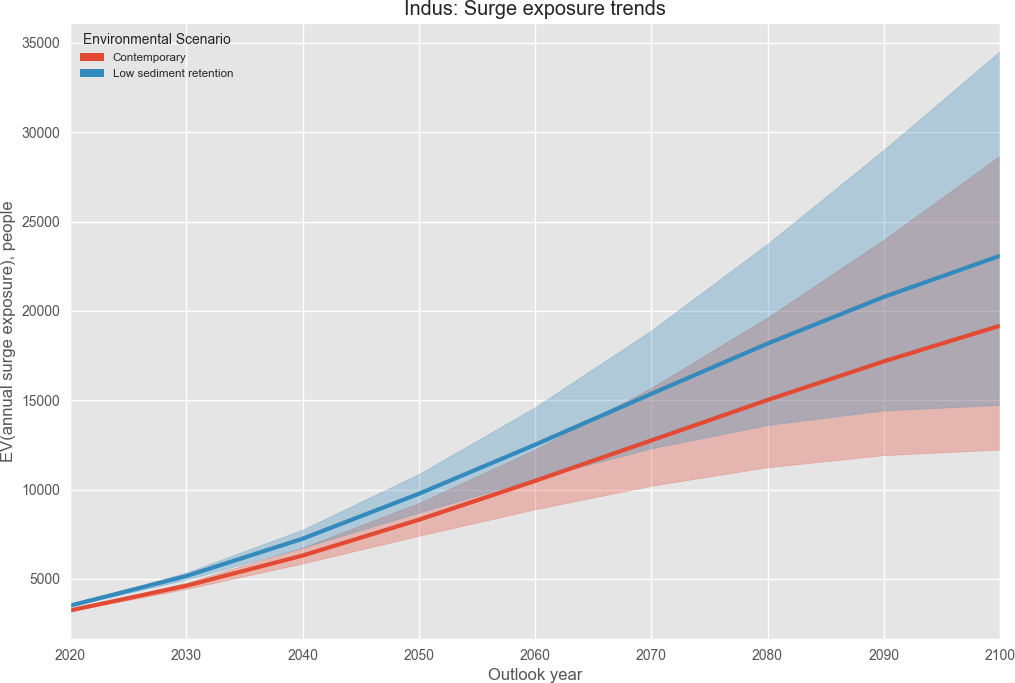 Indus: Surge exposure trends
Environmental Scenario
Contemporary
Low sediment retention
EV(annual surge exposure), people
35000
30000
25000
20000
15000
10000
5000
2020 2030 2040 2050 2060 2070 2080 2090 2100
Outlook year